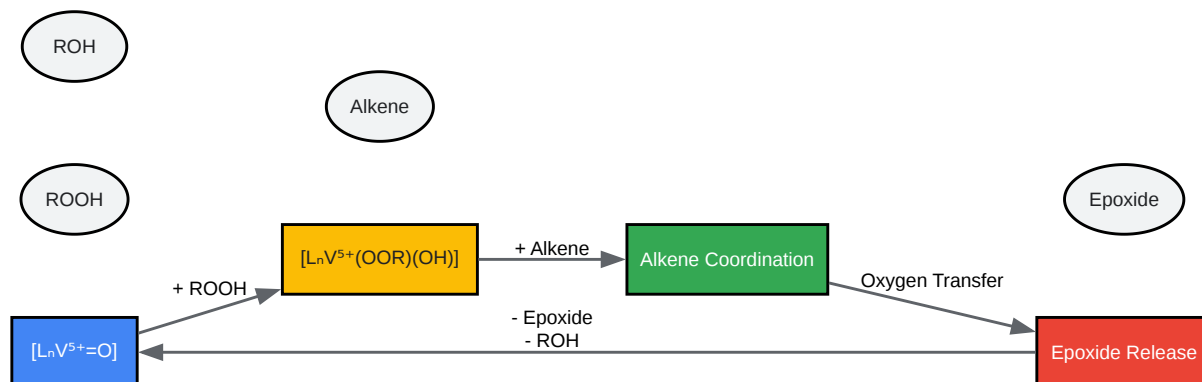 ROH
Alkene
ROOH
Epoxide
[LₙV⁵⁺(OOR)(OH)]
+ Alkene
Alkene Coordination
Oxygen Transfer
+ ROOH
- Epoxide
- ROH
[LₙV⁵⁺=O]
Epoxide Release